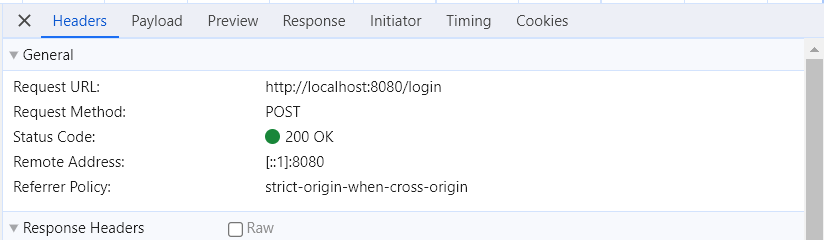 Headers Payload Preview Response Initiator Timing Cookies
General
Request URL: http://localhost:8080/login
Request Method: POST
Status Code: 200 OK
Remote Address: [::1]:8080
Referrer Policy: strict-origin-when-cross-origin
Response Headers Raw